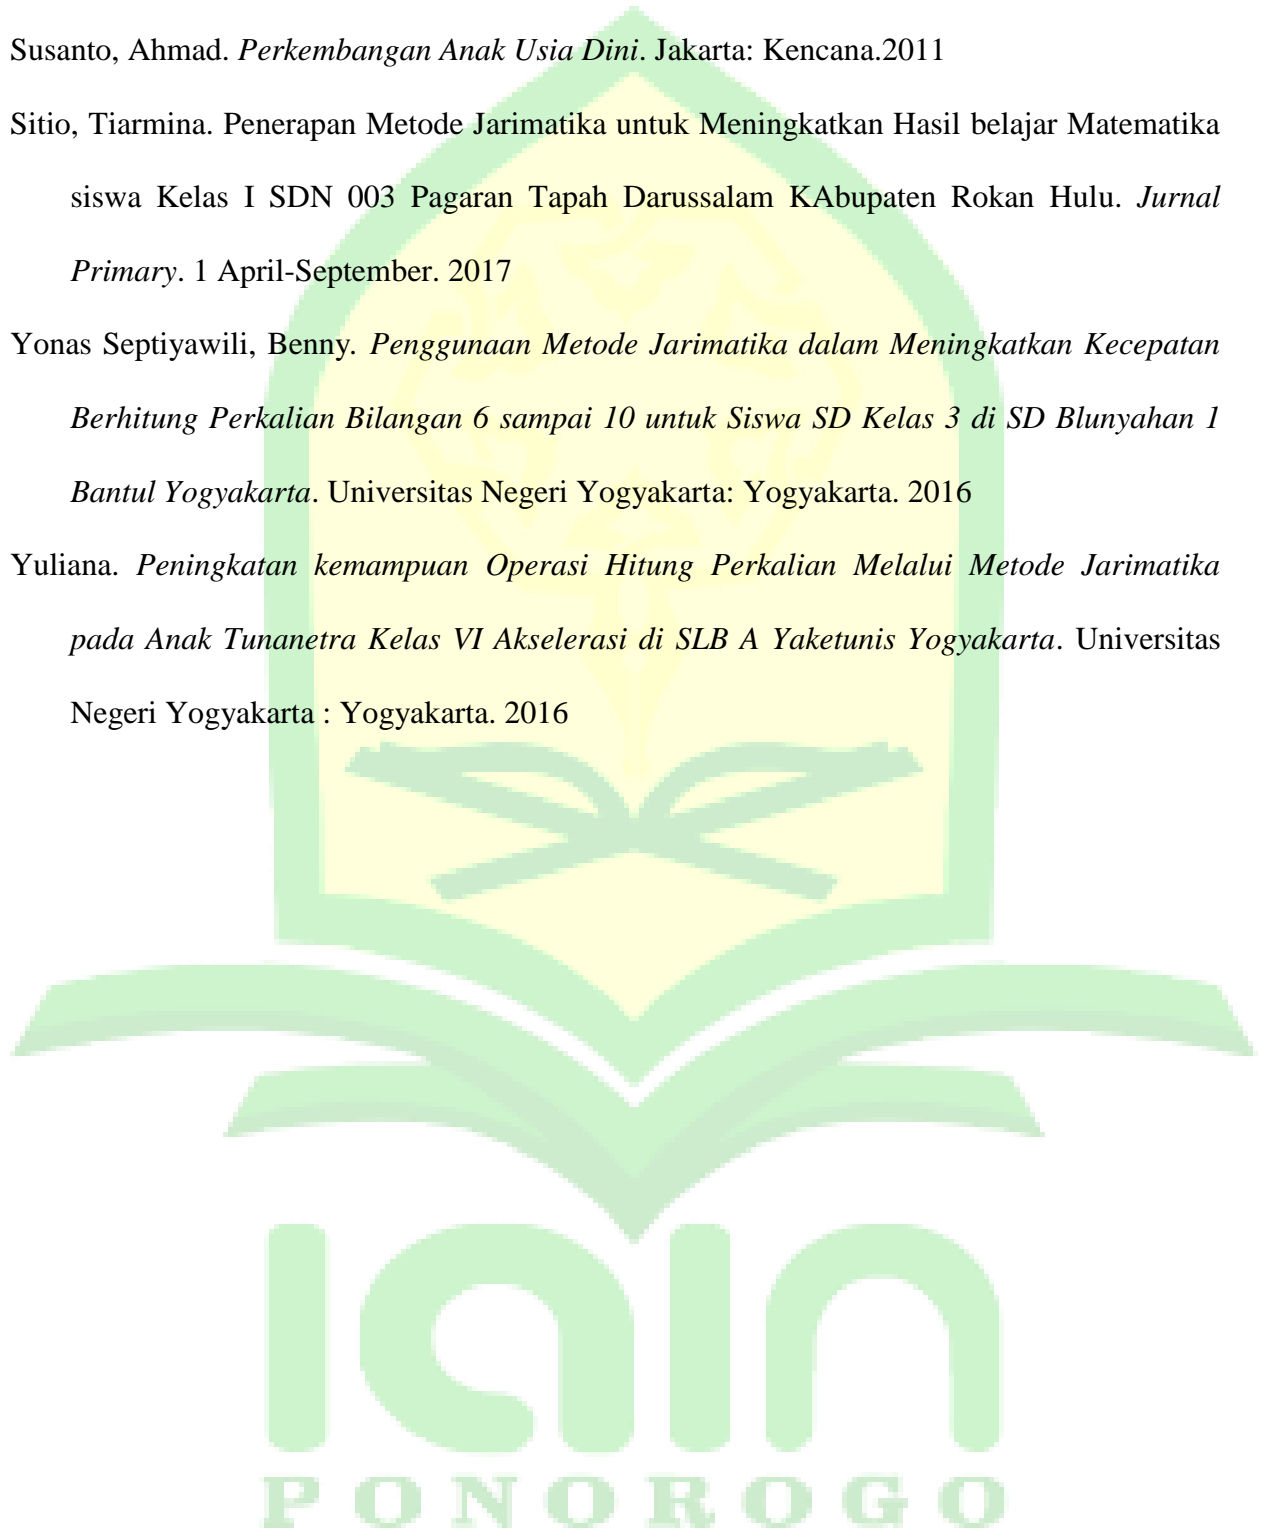 Susanto, Ahmad. Perkembangan Anak Usia Dini. Jakarta: Kencana.2011
Sitio, Tiarmina. Penerapan Metode Jarimatika untuk Meningkatkan Hasil belajar Matematika
siswa Kelas I SDN 003 Pagaran Tapah Darussalam KAbupaten Rokan Hulu. Jurnal
Primary. 1 April-September. 2017
Yonas Septiyawili, Benny. Penggunaan Metode Jarimatika dalam Meningkatkan Kecepatan
Berhitung Perkalian Bilangan 6 sampai 10 untuk Siswa SD Kelas 3 di SD Blunyahan 1
Bantul Yogyakarta. Universitas Negeri Yogyakarta: Yogyakarta. 2016
Yuliana. Peningkatan kemampuan Operasi Hitung Perkalian Melalui Metode Jarimatika
pada Anak Tunanetra Kelas VI Akselerasi di SLB A Yaketunis Yogyakarta. Universitas
Negeri Yogyakarta : Yogyakarta. 2016
iain
PONOROGO